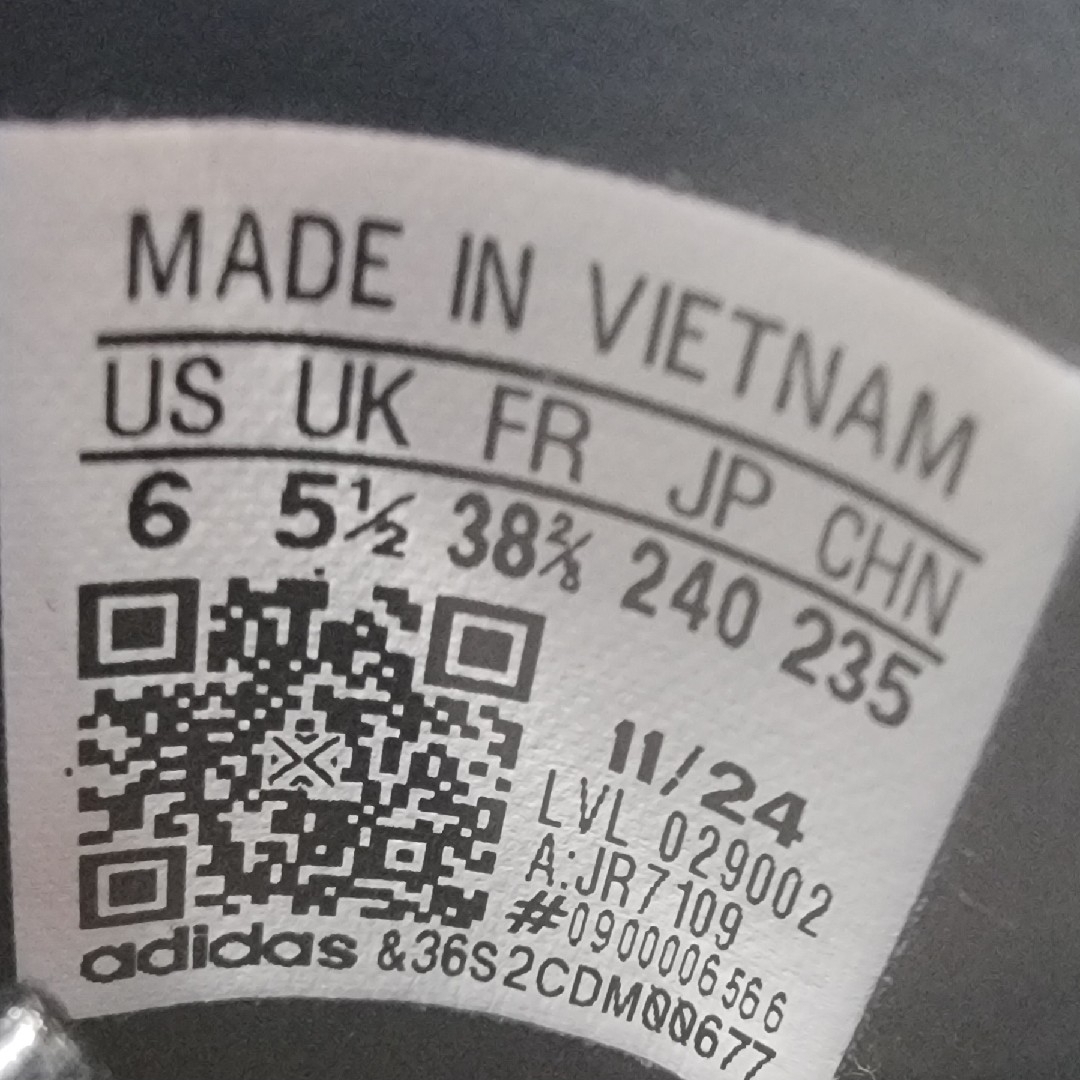 MADE IN VIETNAM
US UK FR JP CHN
6 5½ 38⅔ 240 235
11/24
LVL 029002
A:JR7109
#0900006566
adidas &36S2CDMQQ677